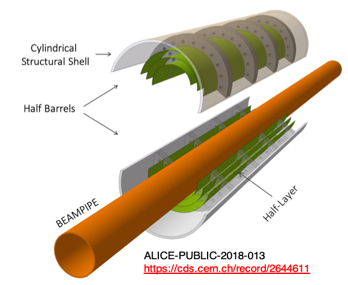 Cylindrical
Structural Shell
Half Barrels
BEAMPIPE
Half-Layer
ALICE-PUBLIC-2018-013
https://cds.cern.ch/record/2644611